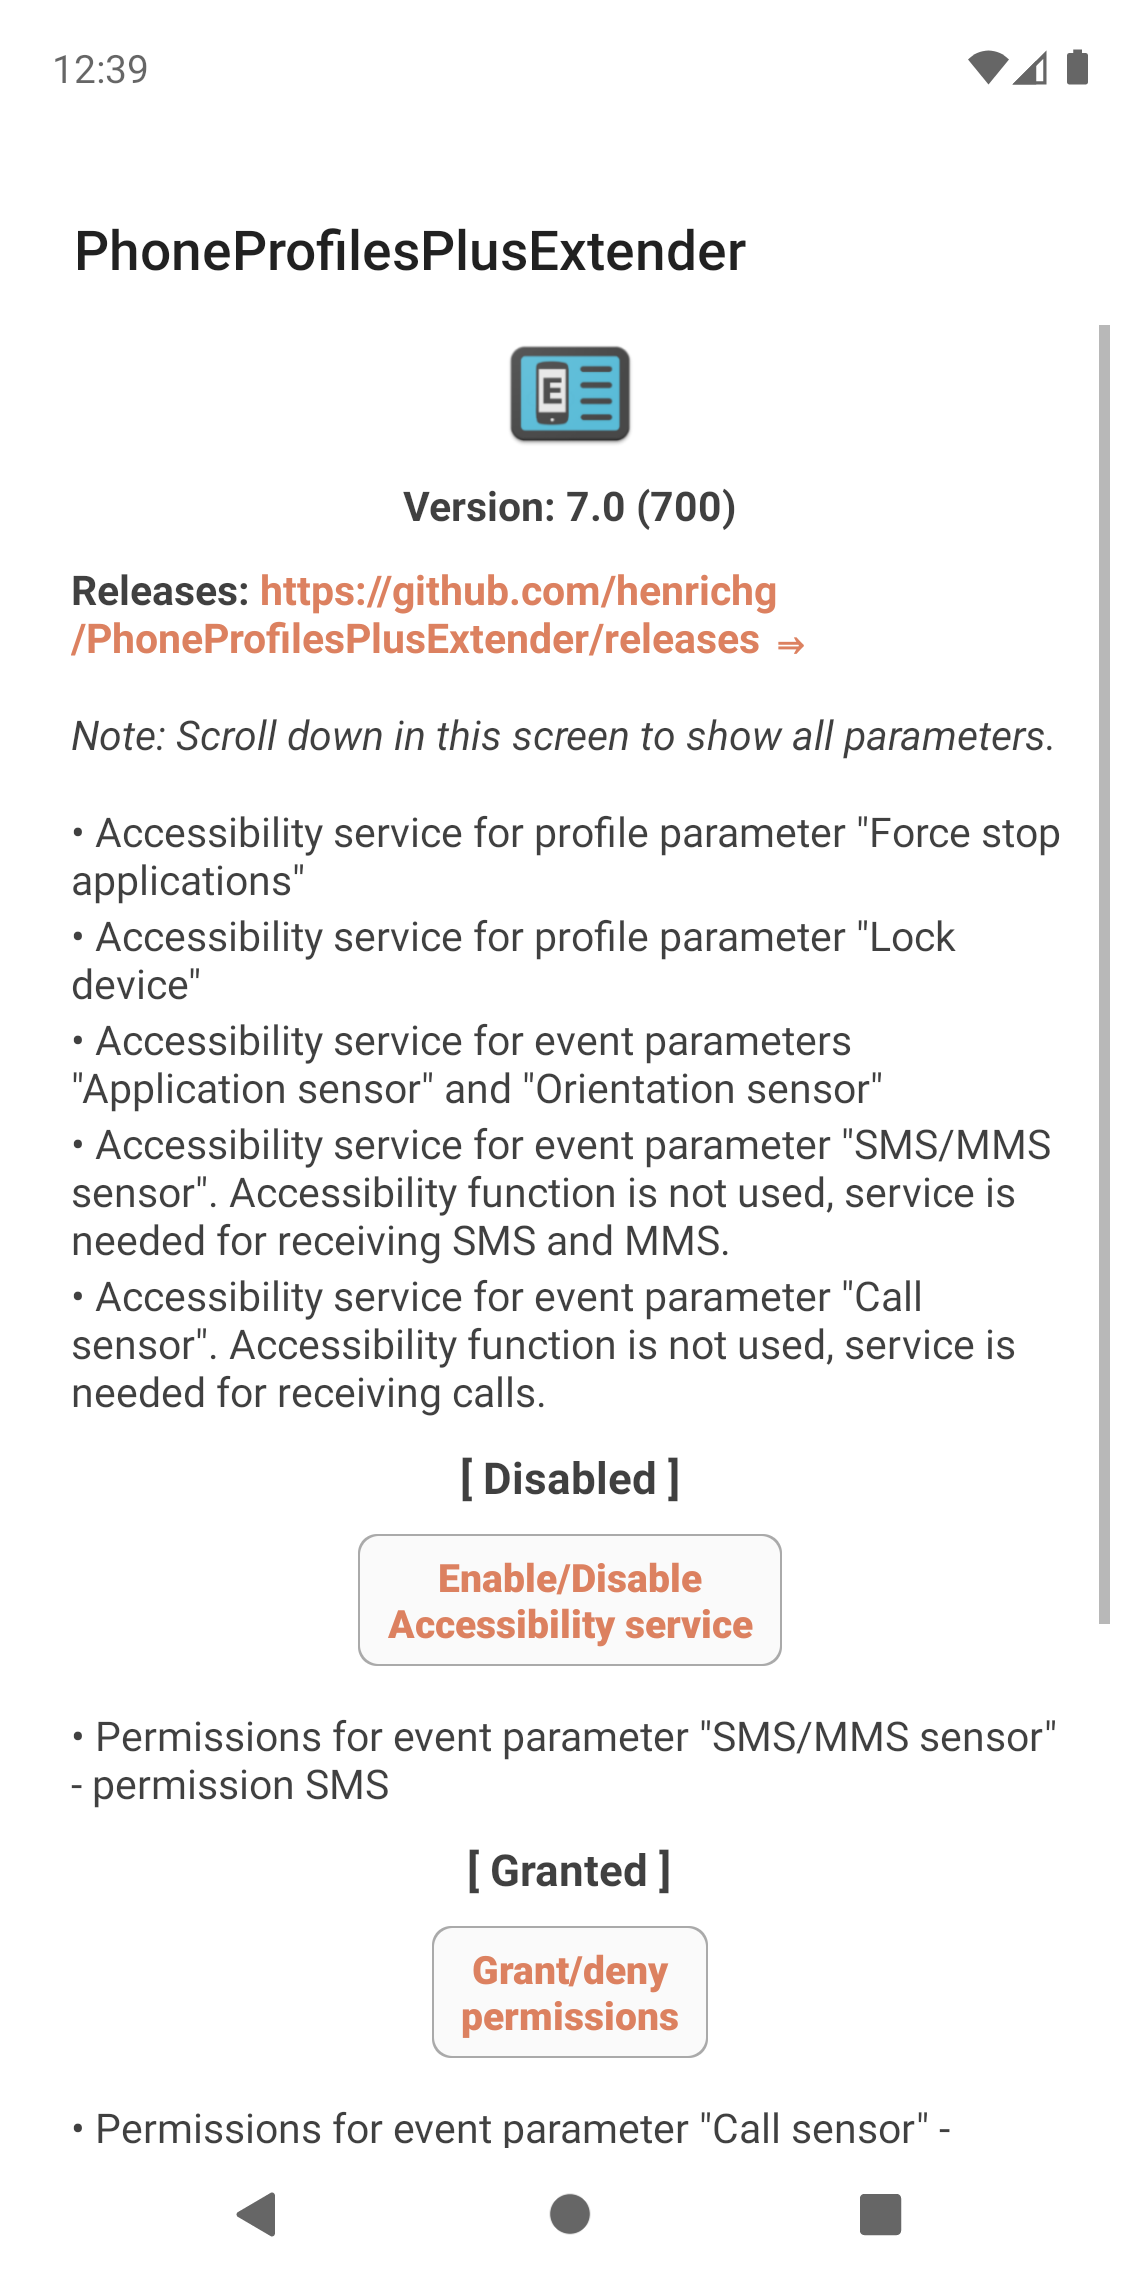 12:39
PhoneProfilesPlusExtender
E
Version: 7.0 (700)
Releases: https://github.com/henrichg
/PhoneProfilesPlusExtender/releases ⇒
Note: Scroll down in this screen to show all parameters.
• Accessibility service for profile parameter "Force stop
applications"
• Accessibility service for profile parameter "Lock
device"
• Accessibility service for event parameters
"Application sensor" and "Orientation sensor"
• Accessibility service for event parameter "SMS/MMS
sensor". Accessibility function is not used, service is
needed for receiving SMS and MMS.
• Accessibility service for event parameter "Call
sensor". Accessibility function is not used, service is
needed for receiving calls.
[ Disabled ]
Enable/Disable
Accessibility service
• Permissions for event parameter "SMS/MMS sensor"
- permission SMS
[ Granted ]
Grant/deny
permissions
• Permissions for event parameter "Call sensor" -